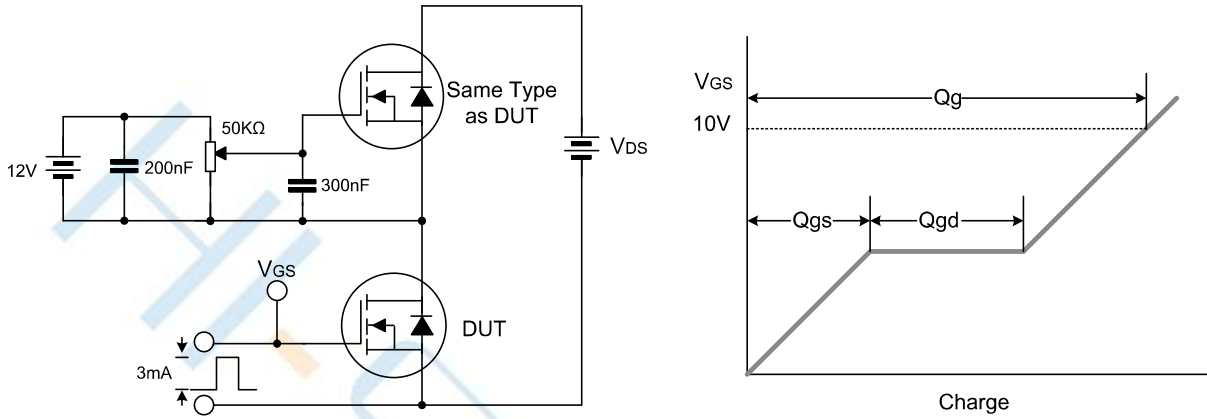 12V
200nF
50KΩ
300nF
Same Type
as DUT
VDS
VGS
DUT
3mA
VGS
10V
Qg
Qgs
Qgd
Charge